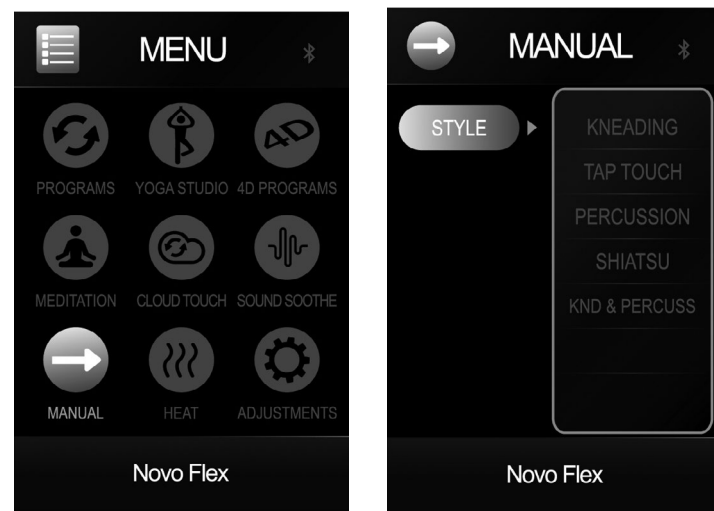 MENU
4D
PROGRAMS YOGA STUDIO 4D PROGRAMS
MEDITATION CLOUD TOUCH SOUND SOOTHE
MANUAL HEAT ADJUSTMENTS
Novo Flex
MANUAL
STYLE
KNEADING
TAP TOUCH
PERCUSSION
SHIATSU
KND & PERCUSS
Novo Flex